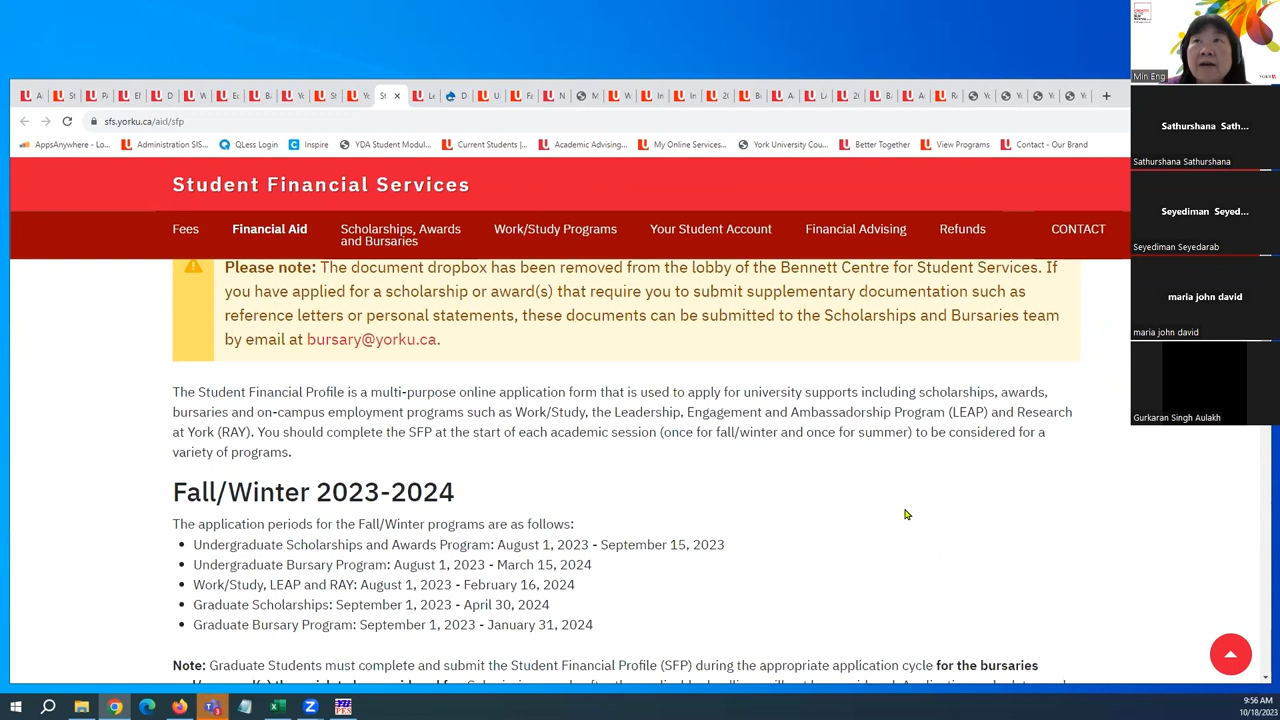 sfs.yorku.ca/aid/sfp
AppsAnywhere - Lo... Administration SIS... QLess Login Inspire YDA Student Modul... Current Students |... Academic Advising,... My Online Services... York University Cou... Better Together View Programs Contact - Our Brand
Student Financial Services
Fees Financial Aid Scholarships, Awards and Bursaries Work/Study Programs Your Student Account Financial Advising Refunds CONTACT
Please note: The document dropbox has been removed from the lobby of the Bennett Centre for Student Services. If
you have applied for a scholarship or award(s) that require you to submit supplementary documentation such as
reference letters or personal statements, these documents can be submitted to the Scholarships and Bursaries team
by email at bursary@yorku.ca.
The Student Financial Profile is a multi-purpose online application form that is used to apply for university supports including scholarships, awards,
bursaries and on-campus employment programs such as Work/Study, the Leadership, Engagement and Ambassadorship Program (LEAP) and Research
at York (RAY). You should complete the SFP at the start of each academic session (once for fall/winter and once for summer) to be considered for a
variety of programs.
Fall/Winter 2023-2024
The application periods for the Fall/Winter programs are as follows:
• Undergraduate Scholarships and Awards Program: August 1, 2023 - September 15, 2023
• Undergraduate Bursary Program: August 1, 2023 - March 15, 2024
• Work/Study, LEAP and RAY: August 1, 2023 - February 16, 2024
• Graduate Scholarships: September 1, 2023 - April 30, 2024
• Graduate Bursary Program: September 1, 2023 - January 31, 2024
Note: Graduate Students must complete and submit the Student Financial Profile (SFP) during the appropriate application cycle for the bursaries
Min Eng
Sathurshana Sath...
Sathurshana Sathurshana
Seyediman Seyed...
Seyediman Seyedarab
maria john david
maria john david
Gurkaran Singh Aulakh
9:56 AM
10/18/2023